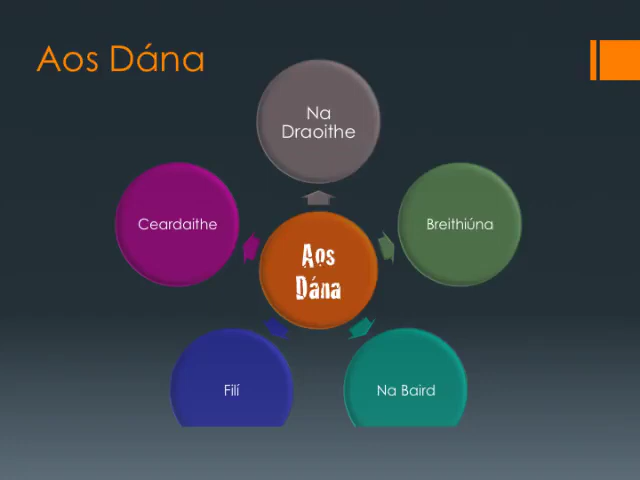 Aos Dána
Na
Draoithe
Ceardaithe
Breithiúna
Aos
Dána
Filí
Na Baird